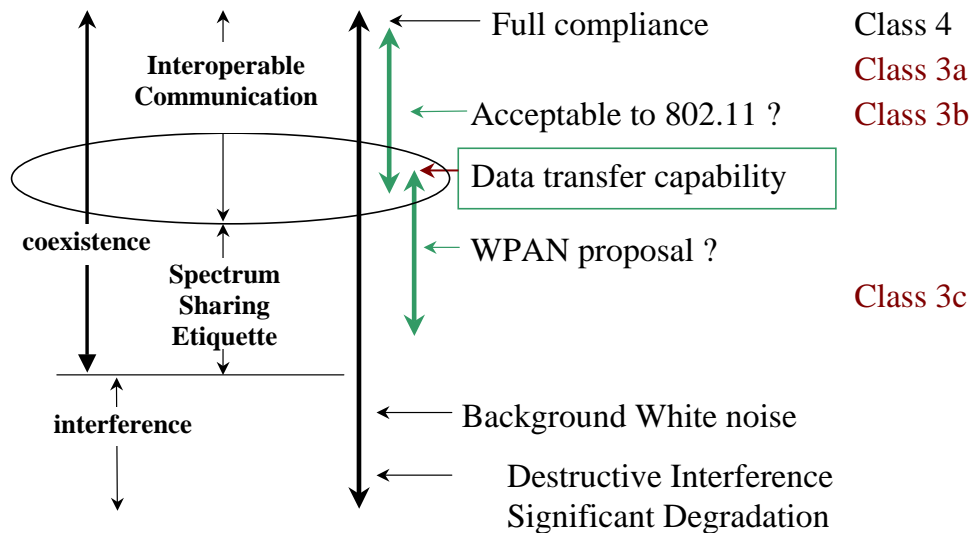 Full compliance
Class 4
Interoperable
Communication
Class 3a
Acceptable to 802.11 ?
Class 3b
Data transfer capability
coexistence
WPAN proposal ?
Spectrum
Sharing
Etiquette
Class 3c
interference
Background White noise
Destructive Interference
Significant Degradation